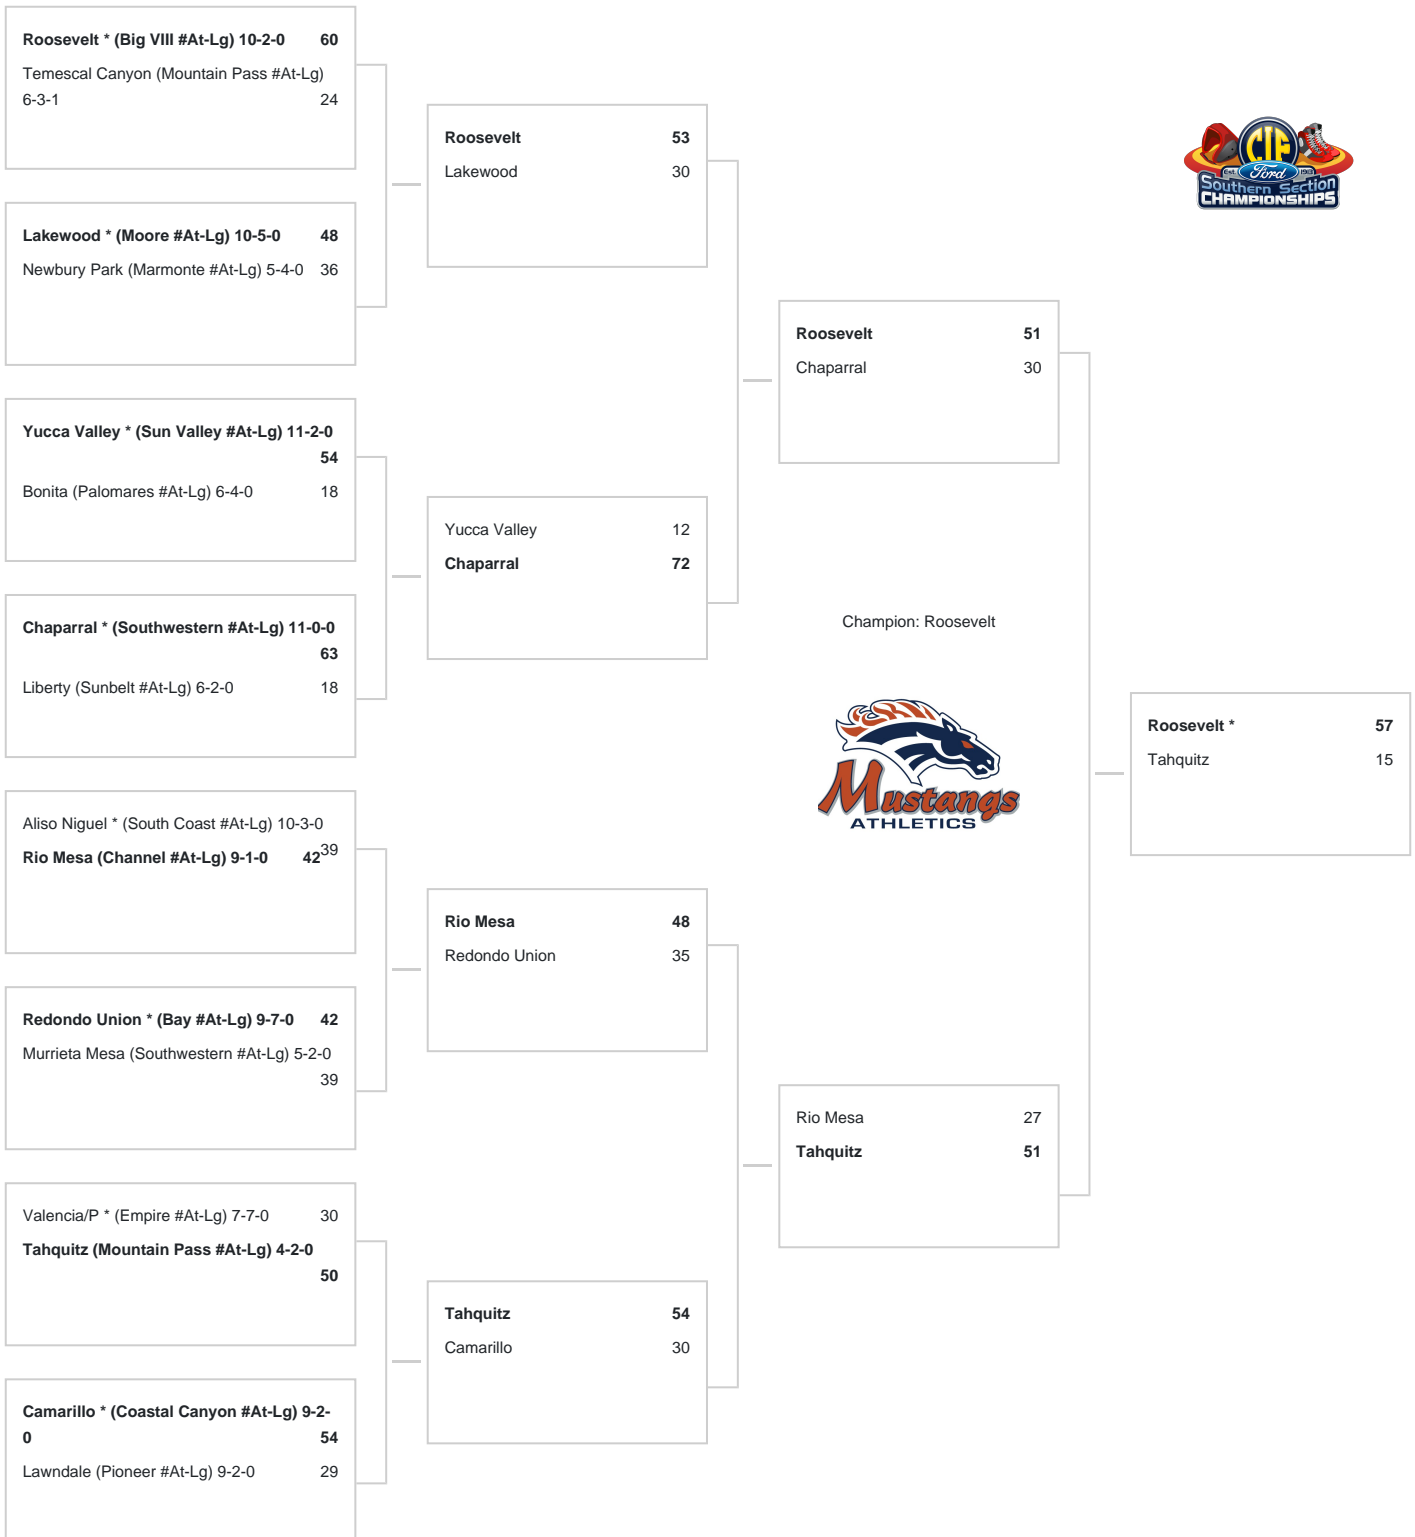 Roosevelt * (Big VIII #At-Lg) 10-2-0 60
Temescal Canyon (Mountain Pass #At-Lg)
6-3-1 24
Lakewood * (Moore #At-Lg) 10-5-0 48
Newbury Park (Marmonte #At-Lg) 5-4-0 36
Yucca Valley * (Sun Valley #At-Lg) 11-2-0
54
Bonita (Palomares #At-Lg) 6-4-0 18
Chaparral * (Southwestern #At-Lg) 11-0-0
63
Liberty (Sunbelt #At-Lg) 6-2-0 18
Aliso Niguel * (South Coast #At-Lg) 10-3-0
39
Rio Mesa (Channel #At-Lg) 9-1-0 42
Redondo Union * (Bay #At-Lg) 9-7-0 42
Murrieta Mesa (Southwestern #At-Lg) 5-2-0
39
Valencia/P * (Empire #At-Lg) 7-7-0 30
Tahquitz (Mountain Pass #At-Lg) 4-2-0
50
Camarillo * (Coastal Canyon #At-Lg) 9-2-
0 54
Lawndale (Pioneer #At-Lg) 9-2-0 29
Roosevelt 53
Lakewood 30
Yucca Valley 12
Chaparral 72
Rio Mesa 48
Redondo Union 35
Tahquitz 54
Camarillo 30
Roosevelt 51
Chaparral 30
Champion: Roosevelt
Mustangs
ATHLETICS
Rio Mesa 27
Tahquitz 51
CIF
Est. Ford 1913
Southern Section
CHAMPIONSHIPS
Roosevelt * 57
Tahquitz 15